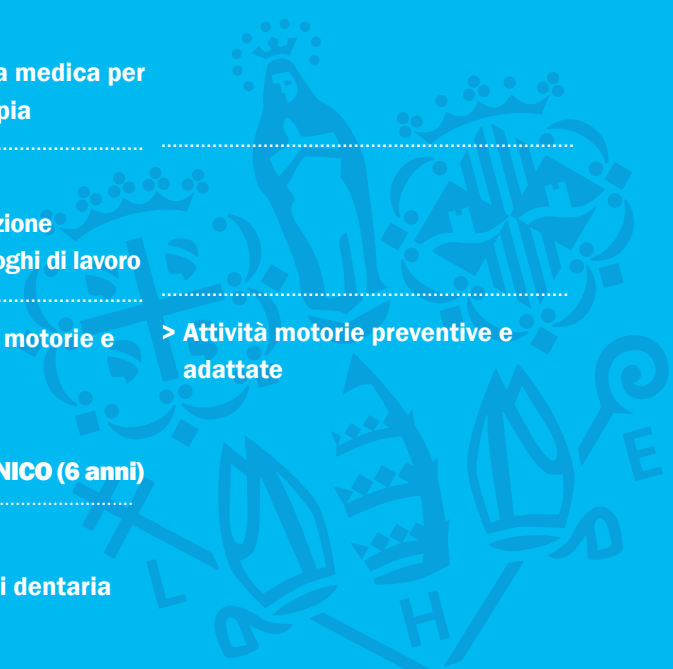 a medica per
pia
zione
oghi di lavoro
motorie e
> Attività motorie preventive e
adattate
NICO (6 anni)
i dentaria
L
H
E